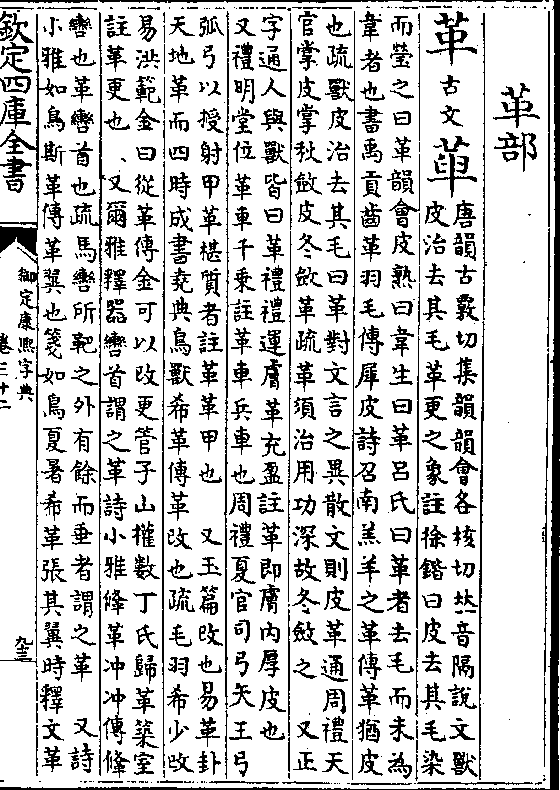 革部
革 古文 𠦶
唐韻古覈切集韻韻會各核切𠀤音隔說文獸
皮治去其毛革更之象註徐鍇曰皮去其毛染
而瑩之曰革韻會皮熟曰韋生曰革呂氏曰革者去毛而未為
韋者也書禹貢齒革羽毛傳犀皮詩召南羔羊之革傳革猶皮
也疏獸皮治去其毛曰革對文言之異散文則皮革通周禮天
官掌皮掌秋斂皮冬斂革疏革須治用功深故冬斂之　又正
字通人與獸皆曰革禮禮運膚革充盈註革即膚內厚皮也
又禮明堂位革車千乗註革車兵車也周禮夏官司弓矢王弓
弧弓以授射甲革椹質者註革革甲也　又玉篇改也易革卦
天地革而四時成書堯典鳥獸希革傳革改也疏毛羽希少改
易洪範金曰從革傳金可以改更管子山權數丁氏歸革築室
註革更也　又爾雅釋器轡首謂之革詩小雅鞗革冲冲傳鞗
轡也革轡首也疏馬轡所靶之外有餘而垂者謂之革　又詩
小雅如鳥斯革傳革翼也箋如鳥夏暑希革張其翼時釋文革
欽定四庫全書
御定康熙字典
卷三十二
九十三